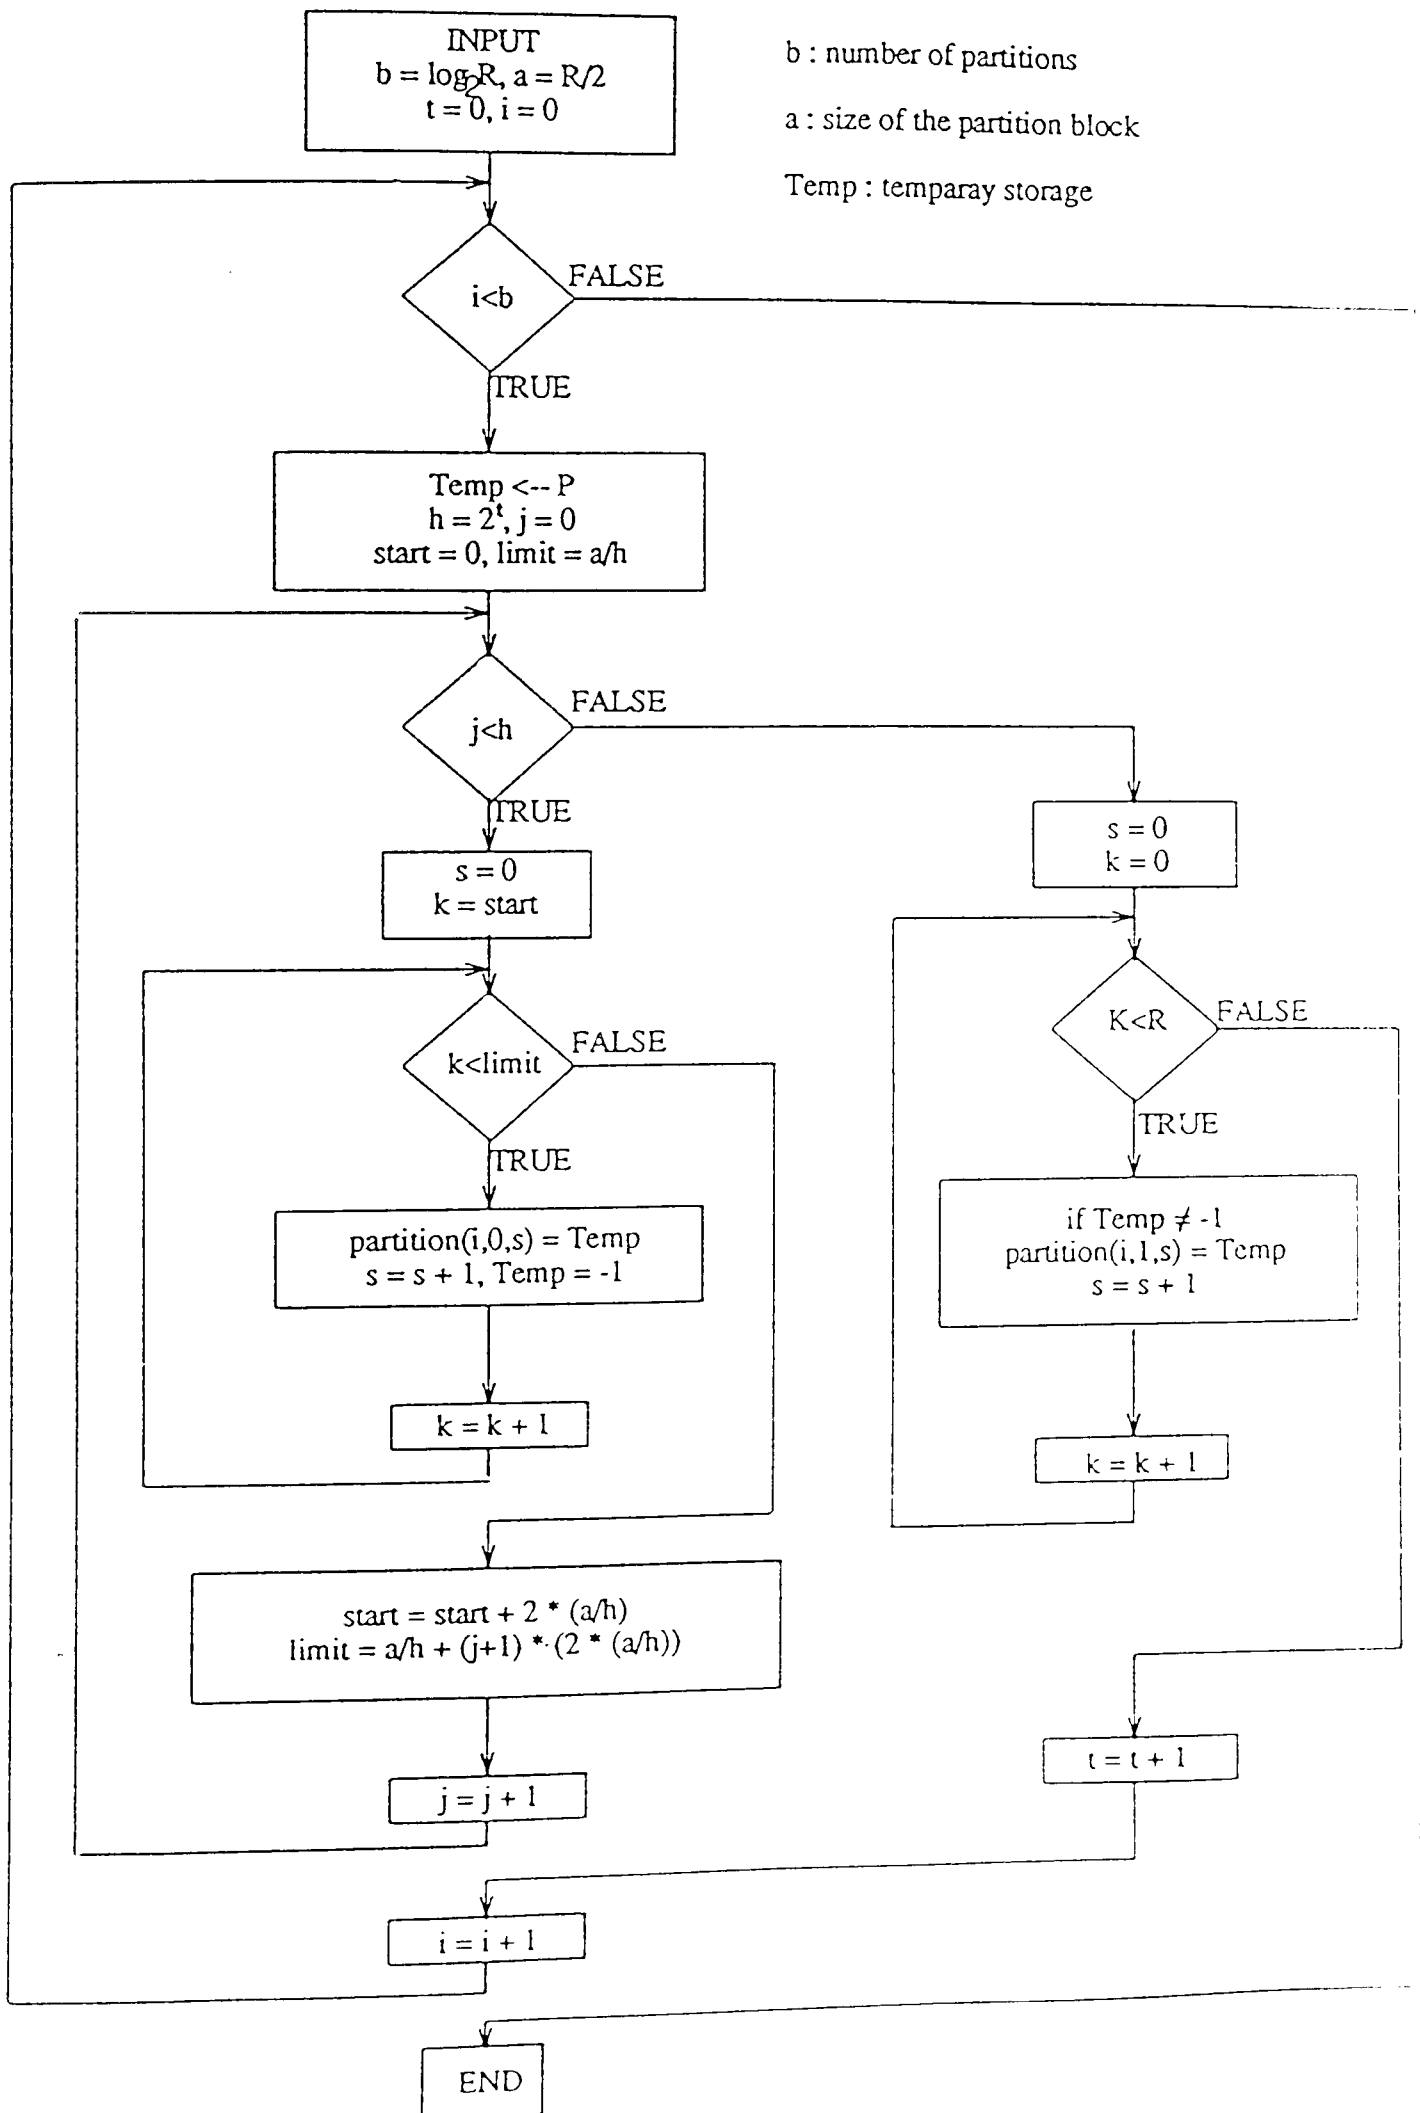 INPUT
b = log₂R, a = R/2
t = 0, i = 0
b : number of partitions
a : size of the partition block
Temp : temparay storage
i<b
FALSE
TRUE
Temp <-- P
h = 2ᵗ, j = 0
start = 0, limit = a/h
j<h
FALSE
TRUE
s = 0
k = start
s = 0
k = 0
k<limit
FALSE
TRUE
K<R
FALSE
TRUE
partition(i,0,s) = Temp
s = s + 1, Temp = -1
if Temp ≠ -1
partition(i,1,s) = Temp
s = s + 1
k = k + 1
k = k + 1
start = start + 2 * (a/h)
limit = a/h + (j+1) * (2 * (a/h))
t = t + 1
j = j + 1
i = i + 1
END